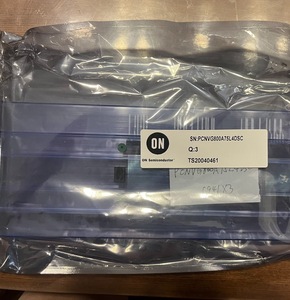 ON
ON Semiconductor
SN:PCNVG800A75L4DSC
Q:3
TS20040461